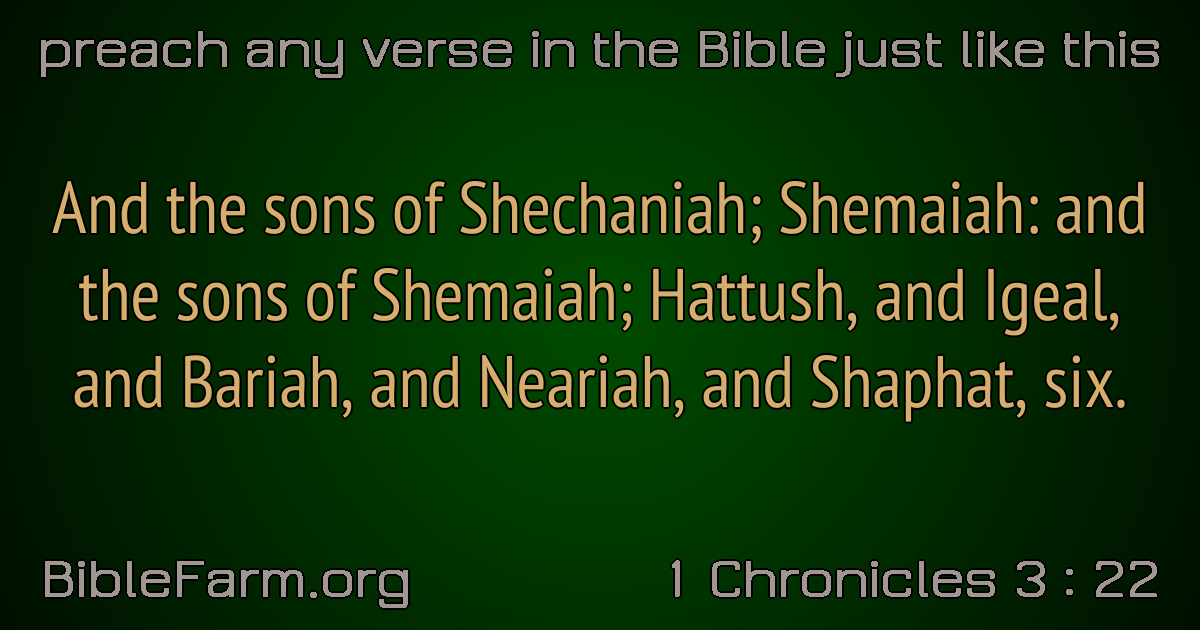 preach any verse in the Bible just like this
And the sons of Shechaniah; Shemaiah: and
the sons of Shemaiah; Hattush, and Igeal,
and Bariah, and Neariah, and Shaphat, six.
BibleFarm.org
1 Chronicles 3 : 22